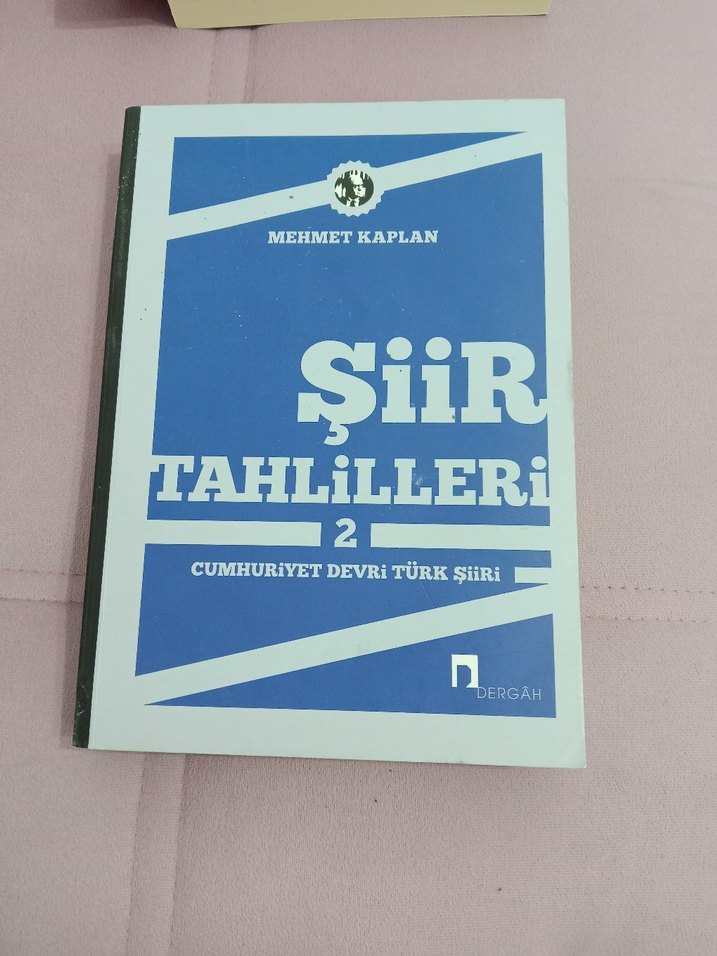 MEHMET KAPLAN
ŞiiR
TAHLiLLERi
2
CUMHURiYET DEVRi TÜRK ŞiiRi
DERGÂH